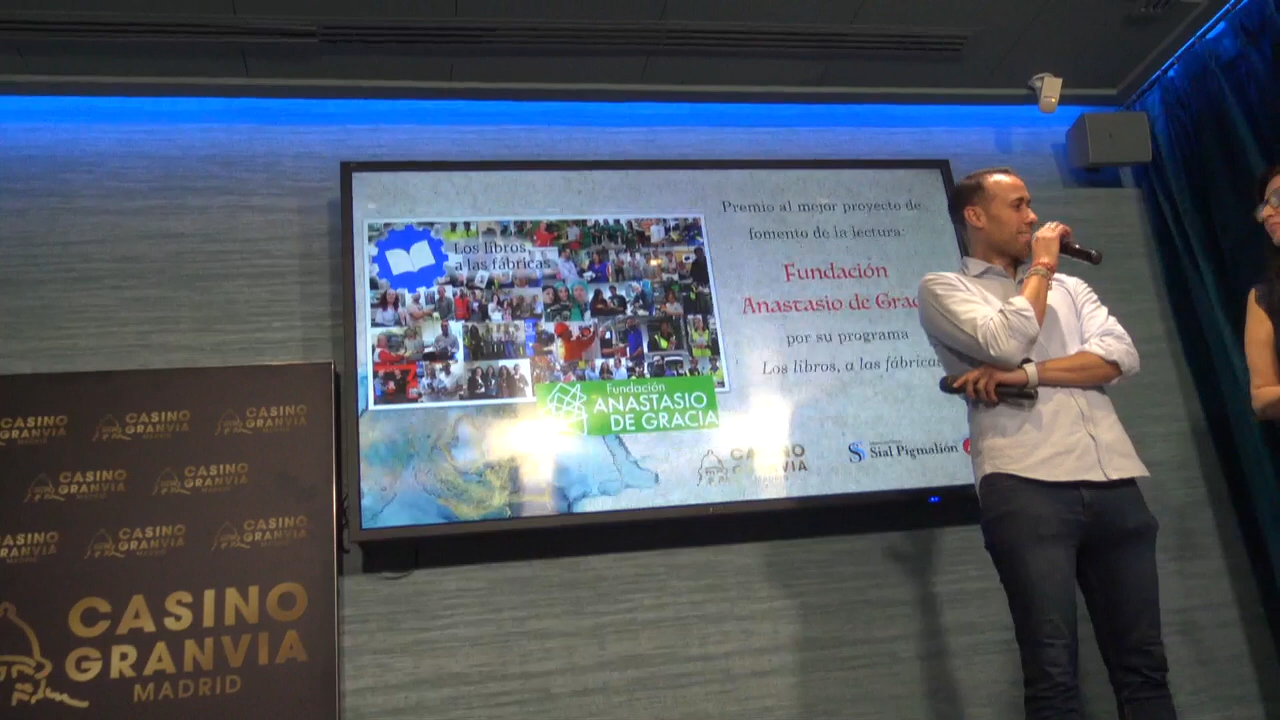 Los libros,
a las fábricas
Fundación
ANASTASIO
DE GRACIA
Premio al mejor proyecto de
fomento de la lectura:
Fundación
Anastasio de Grac
por su programa
Los libros, a las fábricas
CASINO
GRANVIA
Sial Pigmalión
CASINO
GRANVIA
CASINO
GRANVIA
MADRID
CASINO
GRANVIA
MADRID
CASINO
GRANVIA
MADRID
CASINO
GRANVIA
MADRID
CASINO
GRANVIA
CASINO
GRANVIA
MADRID
CASINO
GRANVIA
MADRID
CASINO
GRANVIA
MADRID